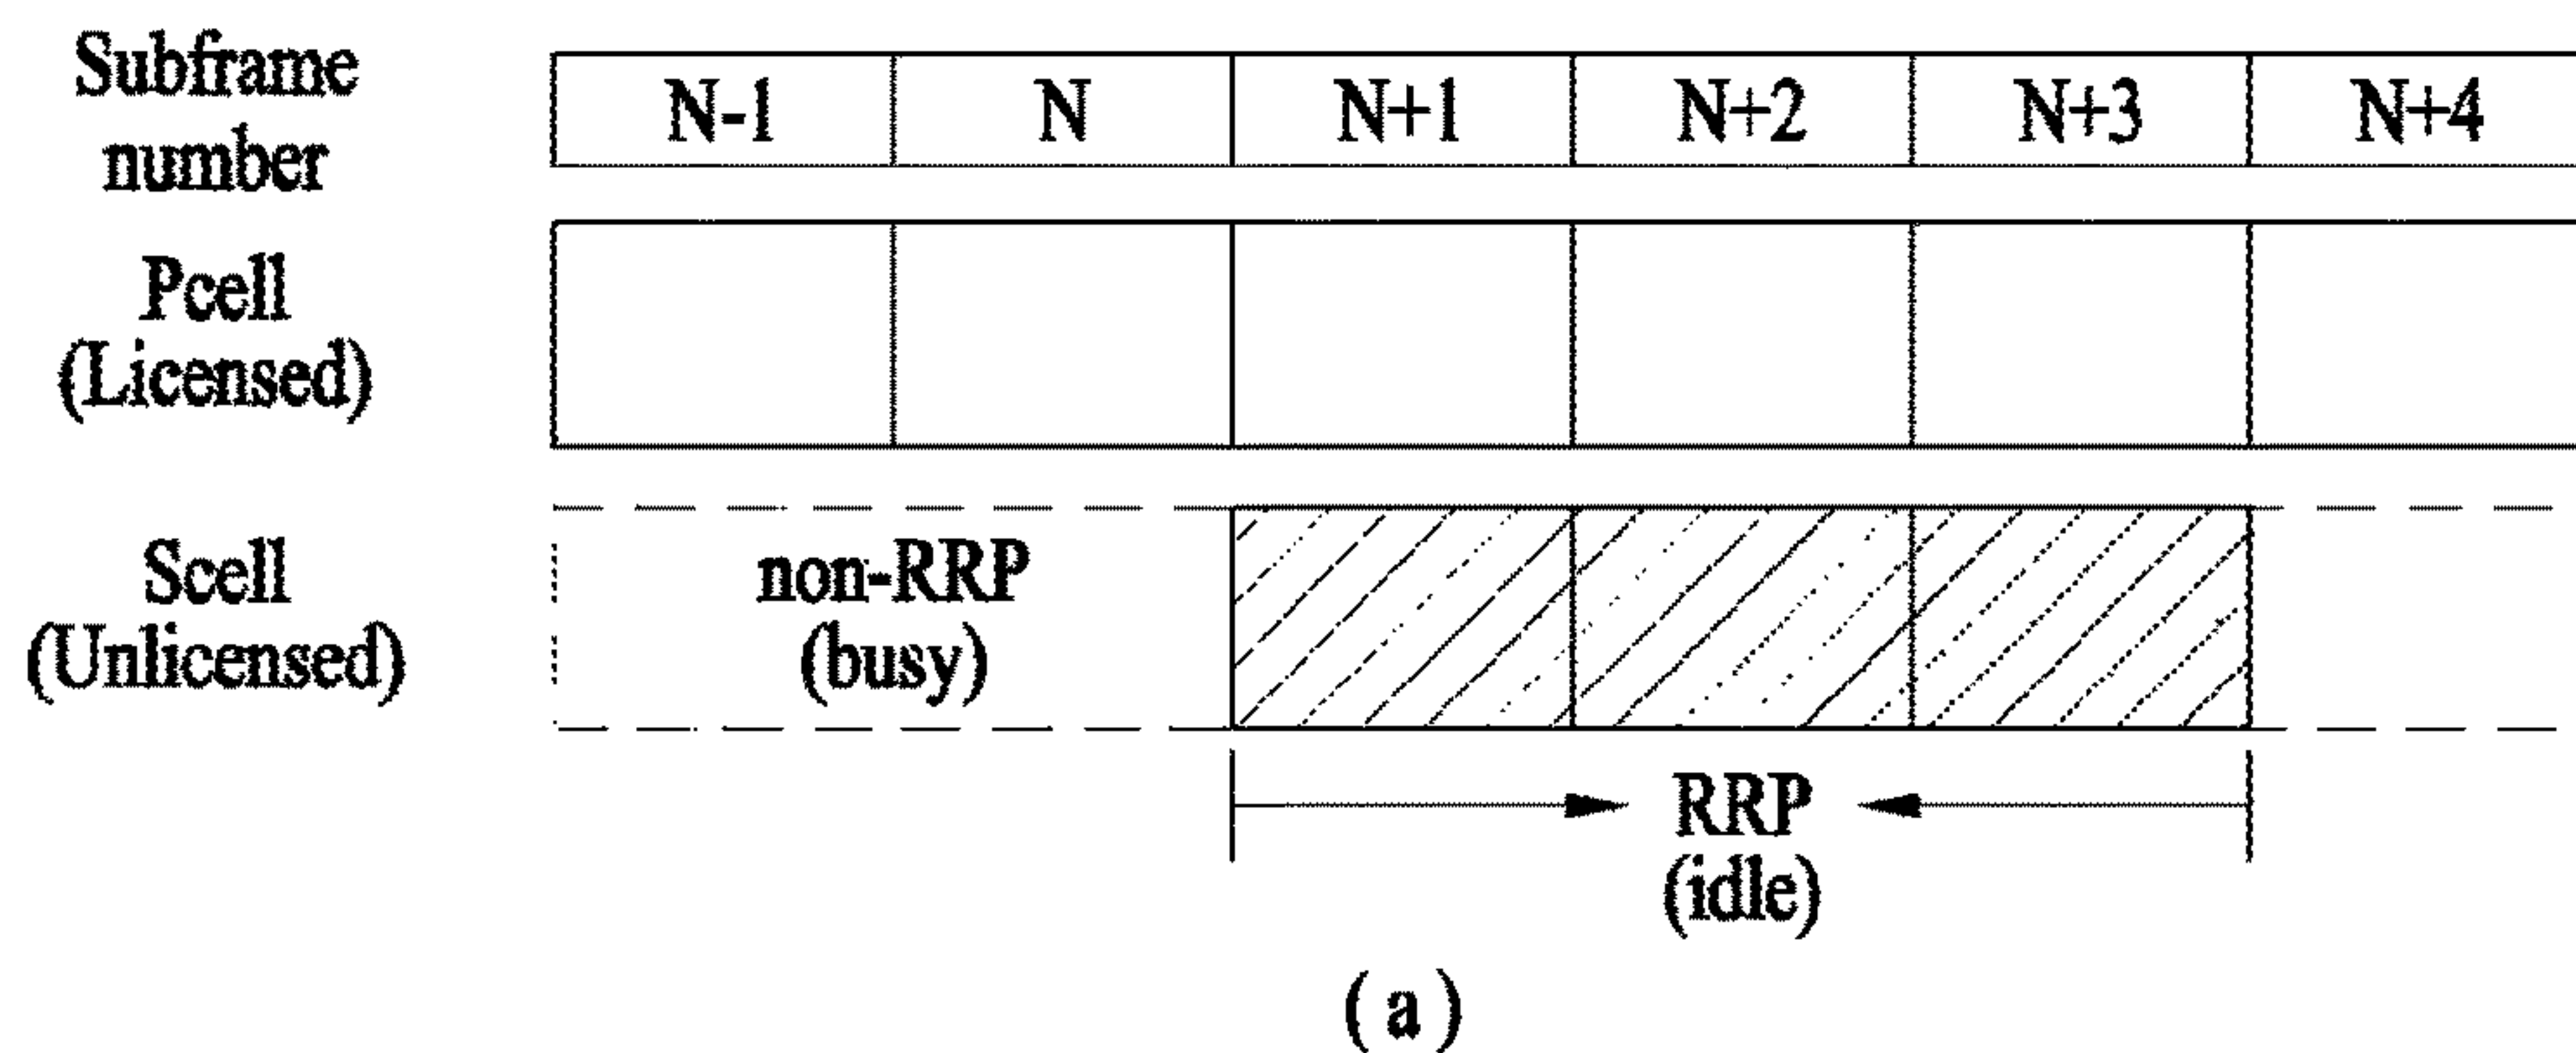 Subframe
number
N-1 N N+1 N+2 N+3 N+4
Pcell
(Licensed)
Scell
(Unlicensed)
non-RRP
(busy)
RRP
(idle)
(a)